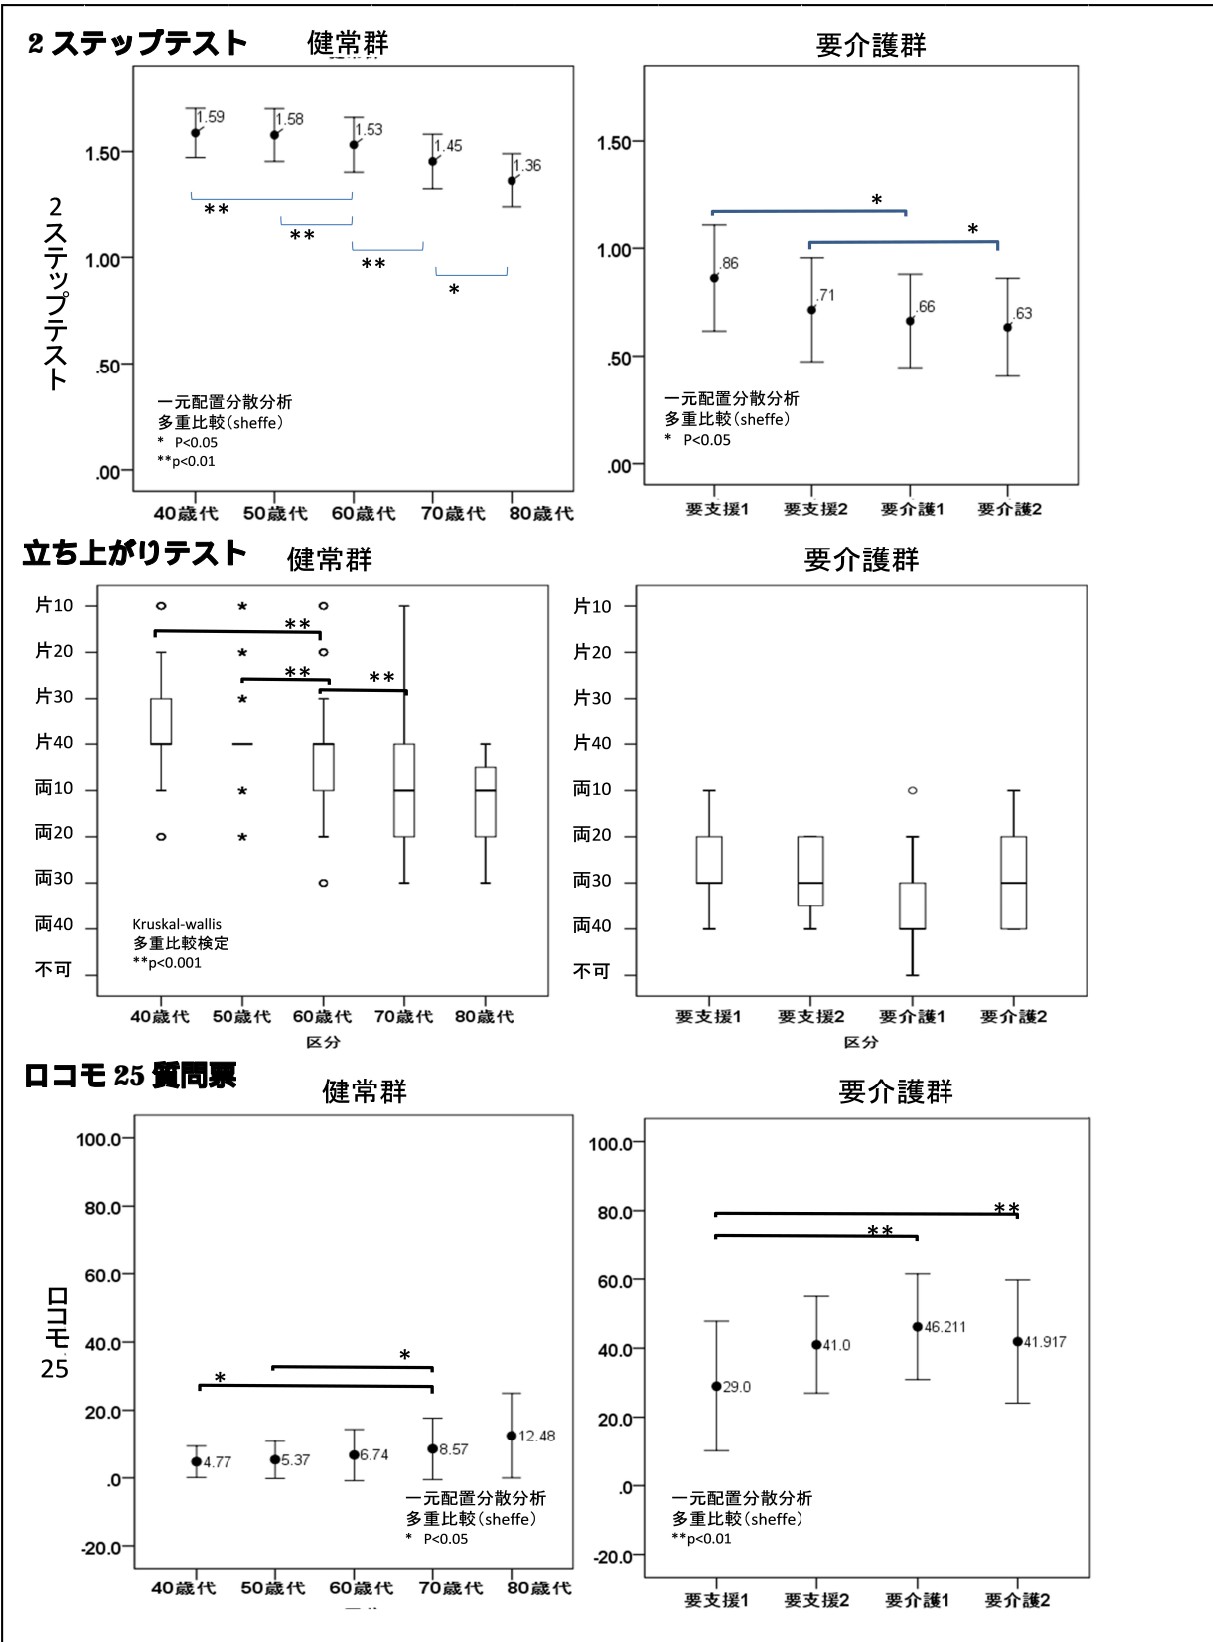 2 ステップテスト
健常群
2ステップテスト
1.50
1.00
.50
.00
1.59
1.58
1.53
1.45
1.36
**
**
**
*
一元配置分散分析
多重比較(sheffe)
* P<0.05
**p<0.01
40歳代 50歳代 60歳代 70歳代 80歳代
要介護群
1.50
1.00
.50
.00
*
*
.86
.71
.66
.63
一元配置分散分析
多重比較(sheffe)
* P<0.05
要支援1 要支援2 要介護1 要介護2
立ち上がりテスト
健常群
片10
片20
片30
片40
両10
両20
両30
両40
不可
**
**
**
Kruskal-wallis
多重比較検定
**p<0.001
40歳代 50歳代 60歳代 70歳代 80歳代
区分
要介護群
片10
片20
片30
片40
両10
両20
両30
両40
不可
要支援1 要支援2 要介護1 要介護2
区分
ロコモ 25 質問票
健常群
ロコモ25
100.0
80.0
60.0
40.0
20.0
.0
-20.0
*
*
4.77
5.37
6.74
8.57
12.48
一元配置分散分析
多重比較(sheffe)
* P<0.05
40歳代 50歳代 60歳代 70歳代 80歳代
要介護群
100.0
80.0
60.0
40.0
20.0
.0
-20.0
**
**
29.0
41.0
46.211
41.917
一元配置分散分析
多重比較(sheffe)
**p<0.01
要支援1 要支援2 要介護1 要介護2